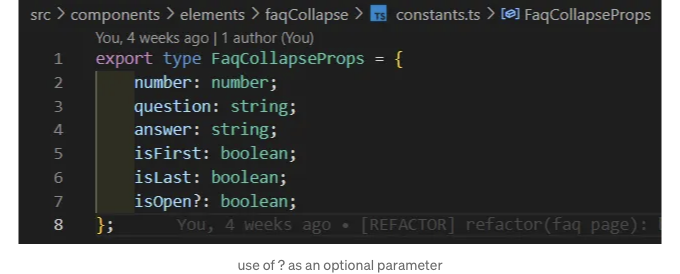 src > components > elements > faqCollapse > TS constants.ts > FaqCollapseProps
You, 4 weeks ago | 1 author (You)
1 export type FaqCollapseProps = {
2 number: number;
3 question: string;
4 answer: string;
5 isFirst: boolean;
6 isLast: boolean;
7 isOpen?: boolean;
8 }; You, 4 weeks ago • [REFACTOR] refactor(faq page):
use of ? as an optional parameter